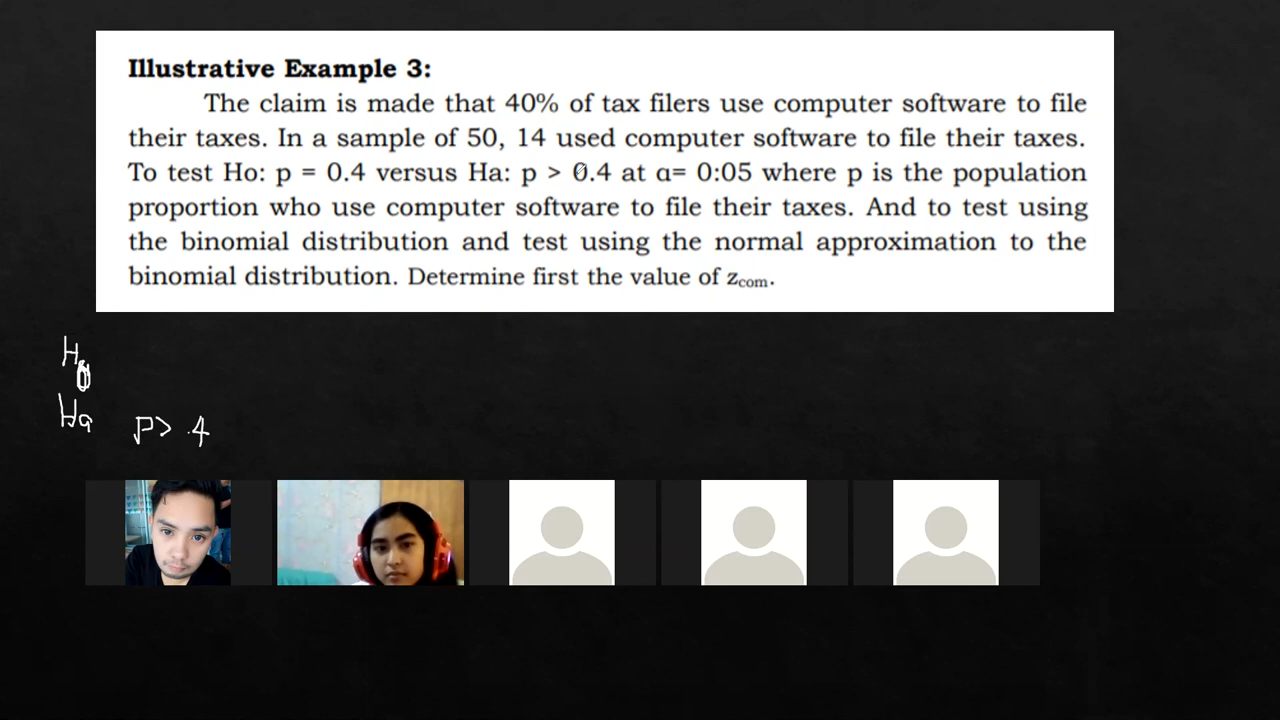 Illustrative Example 3:
The claim is made that 40% of tax filers use computer software to file
their taxes. In a sample of 50, 14 used computer software to file their taxes.
To test Ho: p = 0.4 versus Ha: p > 0.4 at α= 0:05 where p is the population
proportion who use computer software to file their taxes. And to test using
the binomial distribution and test using the normal approximation to the
binomial distribution. Determine first the value of zcom.
H0
Ha P> .4